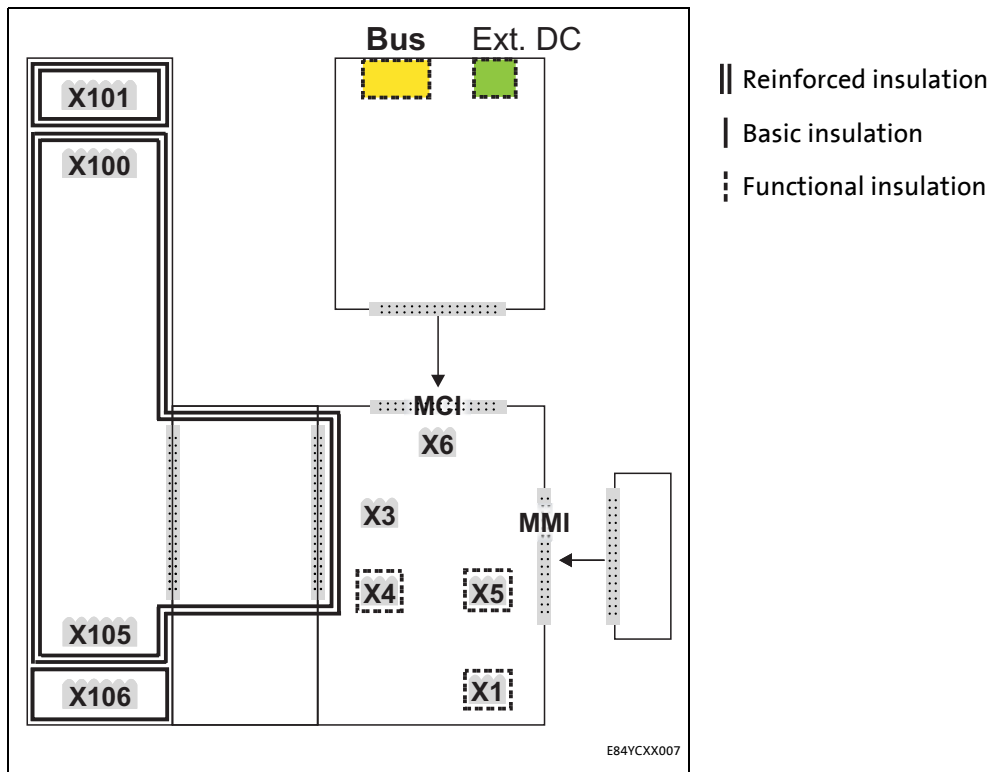 Bus Ext. DC
X101
X100
MCI
X6
X3
MMI
X4 X5
X105
X106
X1
E84YCXX007
Reinforced insulation
Basic insulation
Functional insulation